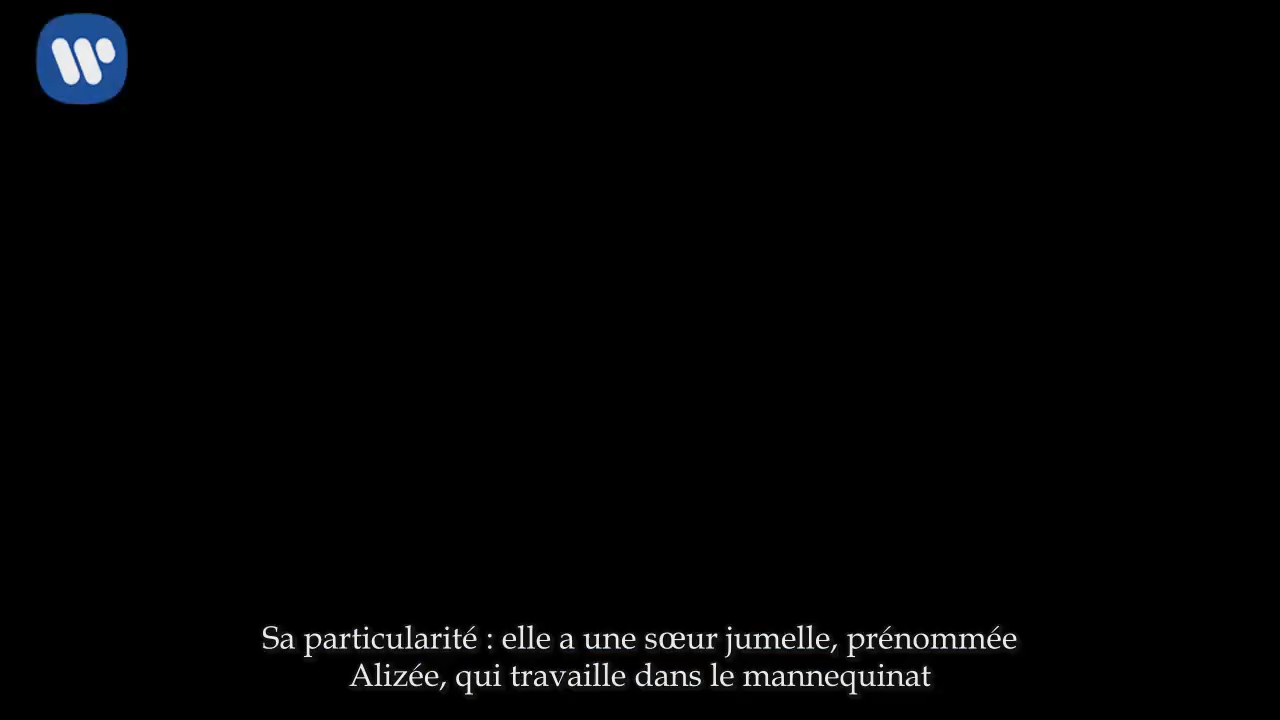 Sa particularité : elle a une sœur jumelle, prénommée
Alizée, qui travaille dans le mannequinat